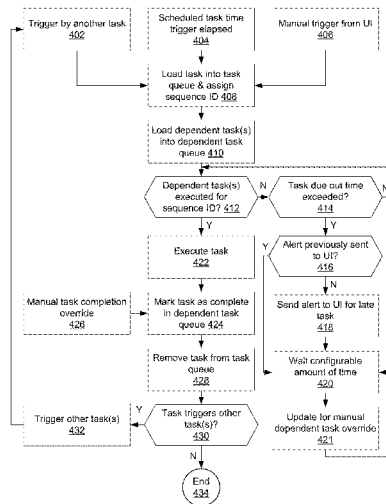 Trigger by another task
402
Scheduled task time
trigger elapsed
404
Manual trigger from UI
406
Load task into task
queue & assign
sequence ID 408
Load dependent task(s)
into dependent task
queue 410
Dependent task(s)
executed for
sequence ID? 412
N
Task due out time
exceeded?
414
N
Y
Y
Execute task
422
Y
Alert previously sent
to UI?
416
N
Manual task completion
override
426
Mark task as complete
in dependent task
queue 424
Send alert to UI for late
task
418
Remove task from task
queue
428
Wait configurable
amount of time
420
Trigger other task(s)
432
Y
Task triggers other
task(s)?
430
Update for manual
dependent task override
421
N
End
434